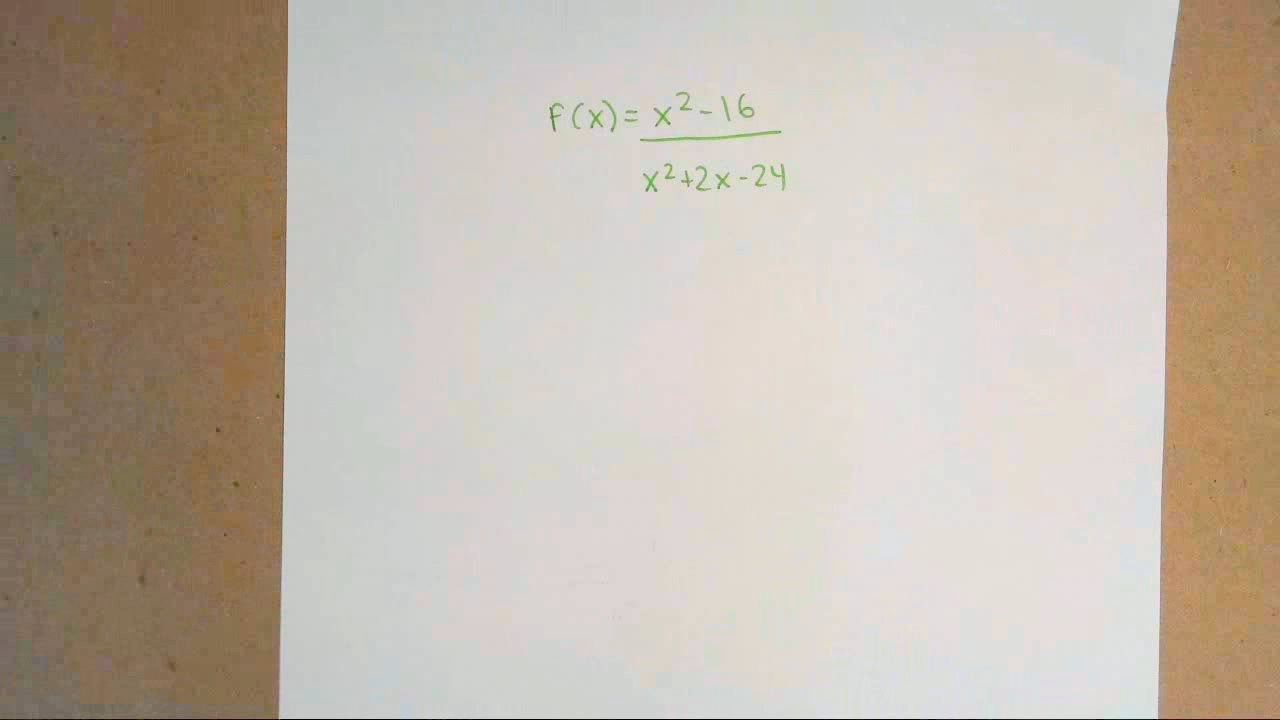 F(x) = x² - 16
x² + 2x - 24